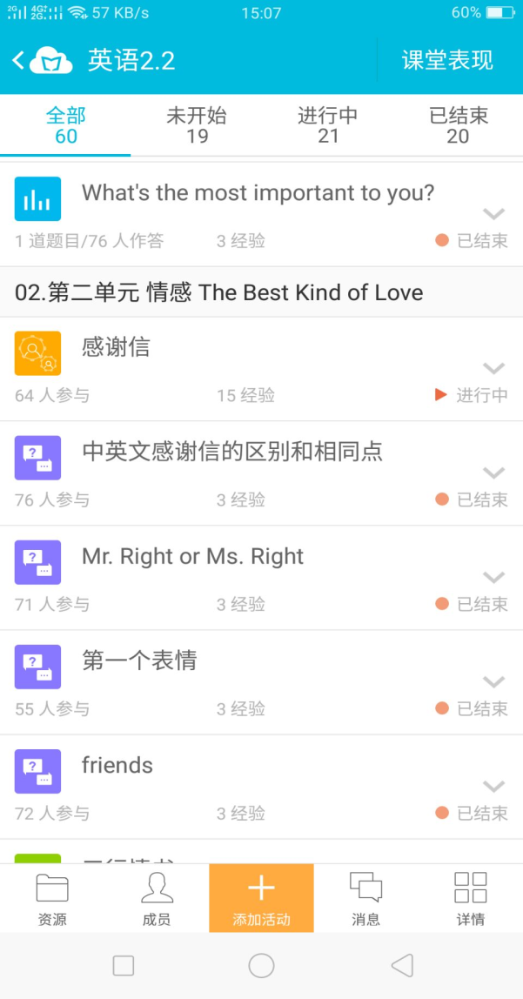 2G 4G 2G 57 KB/s 15:07 60%
英语2.2 课堂表现
全部 未开始 进行中 已结束
60 19 21 20
What's the most important to you?
1 道题目/76 人作答 3 经验 已结束
02.第二单元 情感 The Best Kind of Love
感谢信
64 人参与 15 经验 进行中
中英文感谢信的区别和相同点
76 人参与 3 经验 已结束
Mr. Right or Ms. Right
71 人参与 3 经验 已结束
第一个表情
55 人参与 3 经验 已结束
friends
72 人参与 3 经验 已结束
资源 成员 添加活动 消息 详情